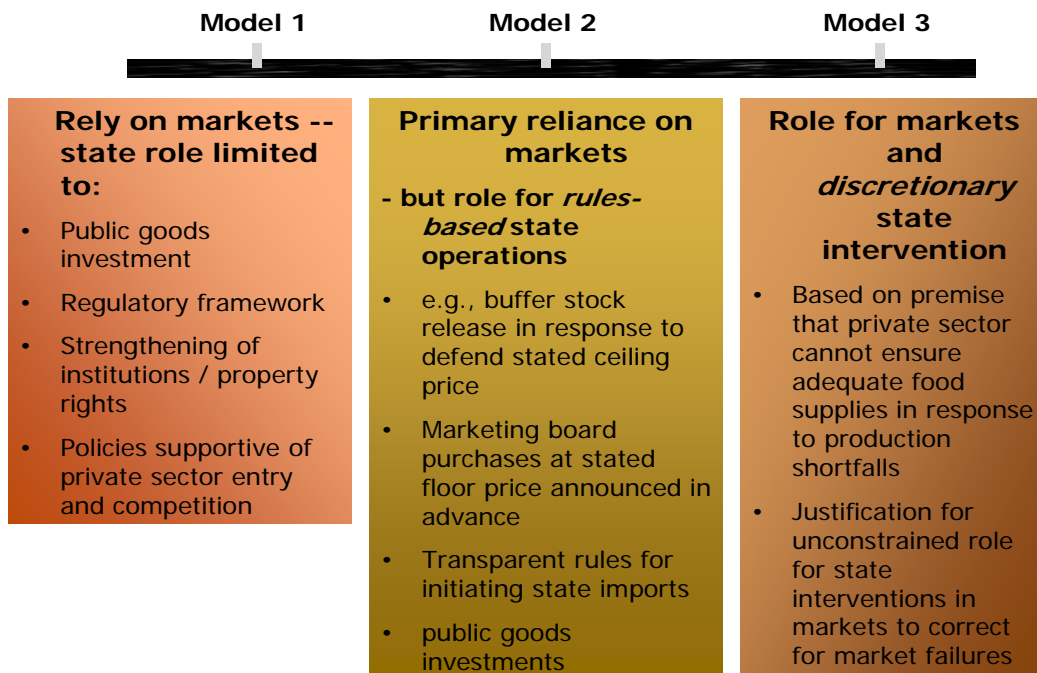 Model 1
Model 2
Model 3
Rely on markets --
state role limited
to:
• Public goods
investment
• Regulatory framework
• Strengthening of
institutions / property
rights
• Policies supportive of
private sector entry
and competition
Primary reliance on
markets
- but role for rules-
based state
operations
• e.g., buffer stock
release in response to
defend stated ceiling
price
• Marketing board
purchases at stated
floor price announced in
advance
• Transparent rules for
initiating state imports
• public goods
investments
Role for markets
and
discretionary
state
intervention
• Based on premise
that private sector
cannot ensure
adequate food
supplies in response
to production
shortfalls
• Justification for
unconstrained role
for state
interventions in
markets to correct
for market failures